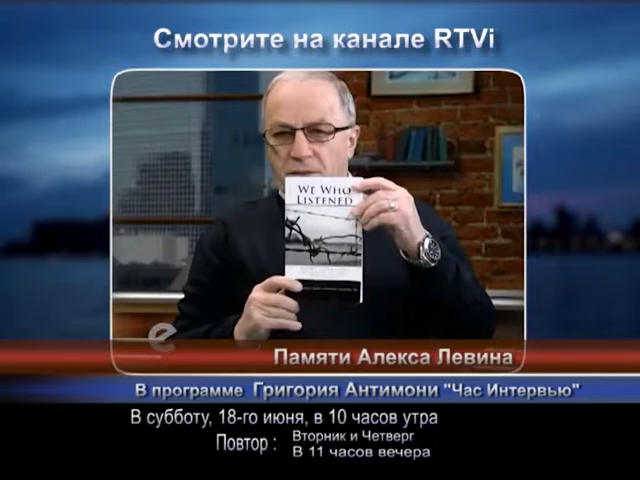 Смотрите на канале RTVi
WE WHO
LISTENED
e
Памяти Алекса Левина
В программе Григория Антимони "Час Интервью"
В субботу, 18-го июня, в 10 часов утра
Повтор :
Вторник и Четверг
В 11 часов вечера